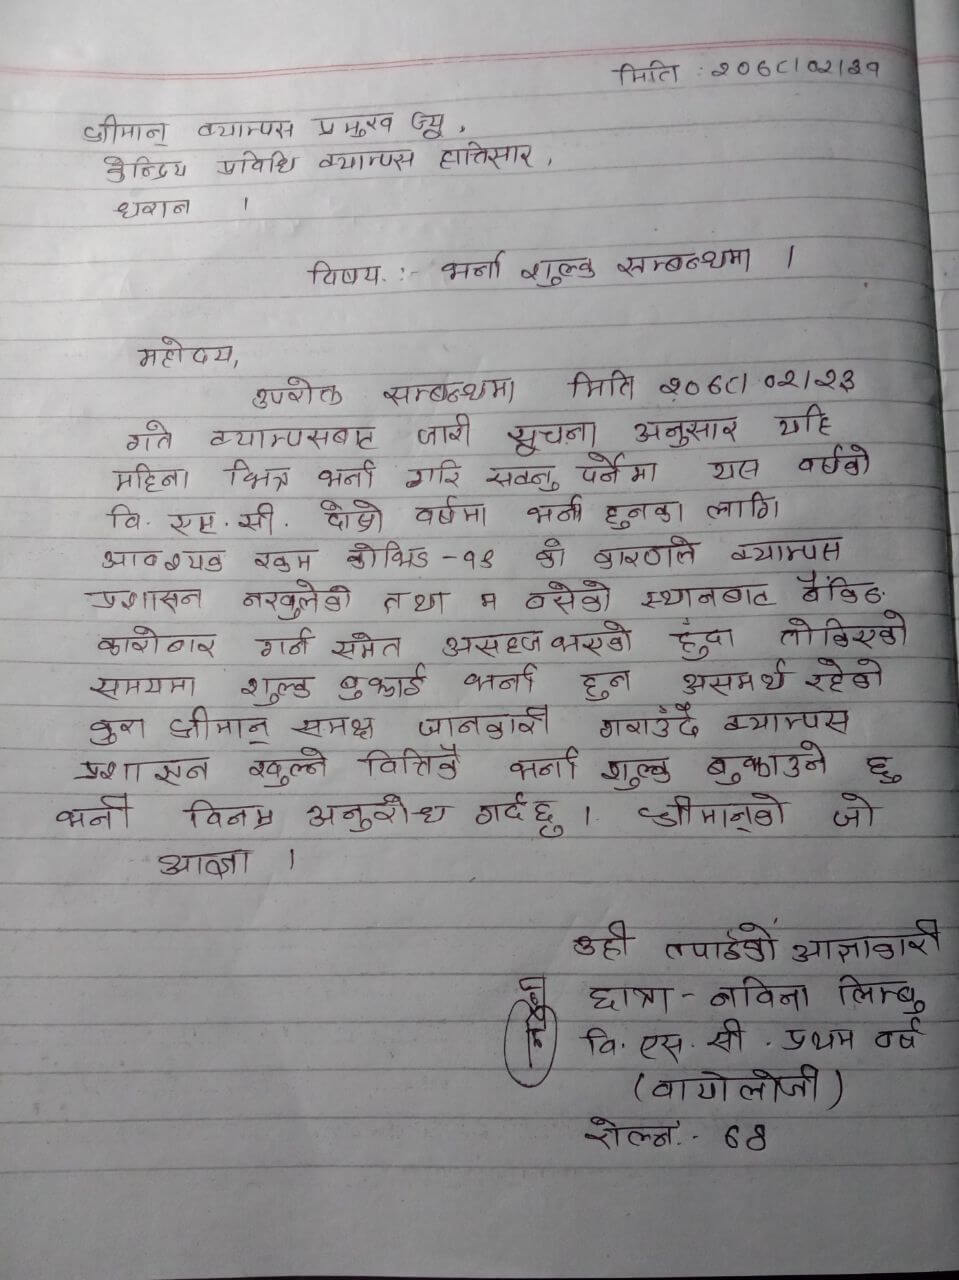 मिति : २०७८।०२।३१
श्रीमान् क्याम्पस प्रमुख ज्यू ,
केन्द्रिय प्रविधि क्याम्पस हात्तिसार ,
धरान ।
विषय :- भर्ना शुल्क सम्बन्धमा ।
महोदय,
उपरोक्त सम्बन्धमा मिति २०७८।०२।२३
गते क्याम्पसबाट जारी सूचना अनुसार यहि
महिना भित्र भर्ना गरि सक्नु पर्नेमा यस वर्षको
वि. एस. सी. दोस्रो वर्षमा भर्ना हुनका लागि
आवश्यक रकम कोभिड -१९ को कारणले क्याम्पस
प्रशासन नखुलेको तथा म बसेको स्थानबाट बैंकिङ
कारोबार गर्न समेत असहज भएको हुंदा तोकिएको
समयमा शुल्क बुझाई भर्ना हुन असमर्थ रहेको
कुरा श्रीमान् समक्ष जानकारी गराउँदै क्याम्पस
प्रशासन खुल्ने वित्तिकै भर्ना शुल्क बुझाउने छु
भनी विनम्र अनुरोध गर्दछु । श्रीमान्को जो
आज्ञा ।
उही तपाईको आज्ञाकारी
छात्रा - नविना लिम्बु
वि. एस. सी . प्रथम वर्ष
(बायोलोजी)
रोल नं. - ६४